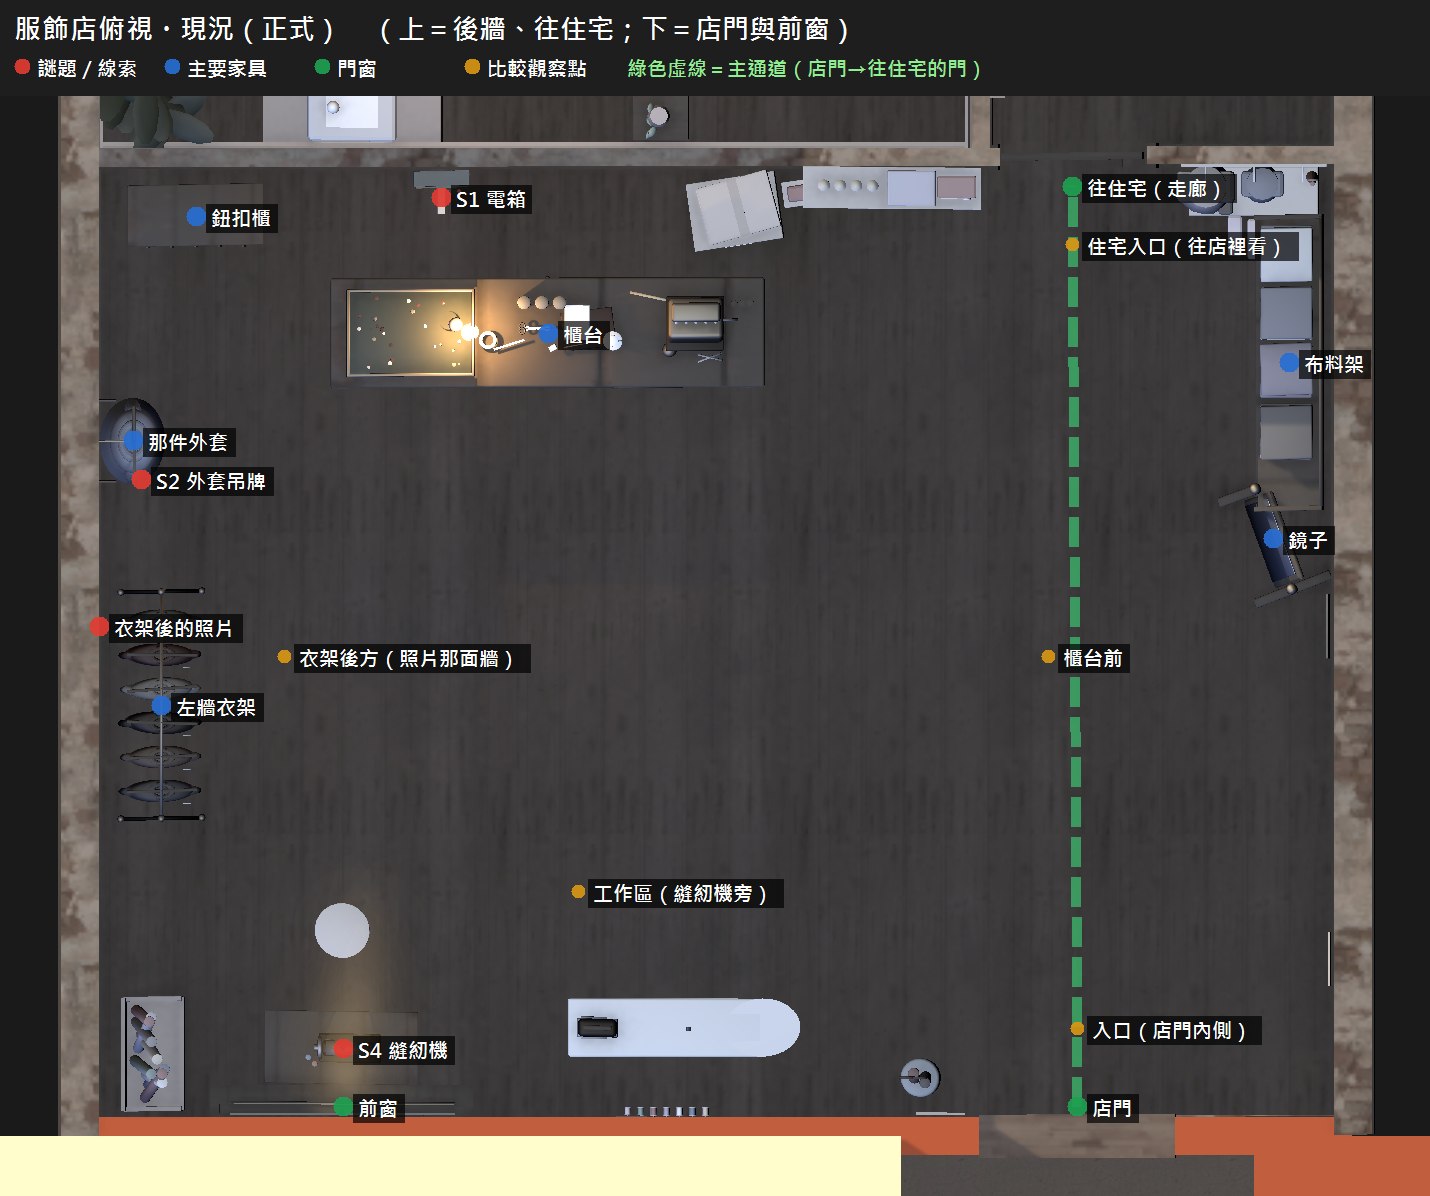 服飾店俯視・現況（正式）　（上＝後牆、往住宅；下＝店門與前窗）
謎題 / 線索　主要家具　門窗　比較觀察點　綠色虛線＝主通道（店門→往住宅的門）
往住宅（走廊）
S1 電箱
鈕扣櫃
住宅入口（往店裡看）
櫃台
布料架
那件外套
S2 外套吊牌
鏡子
衣架後的照片
衣架後方（照片那面牆）
櫃台前
左牆衣架
工作區（縫紉機旁）
入口（店門內側）
S4 縫紉機
前窗
店門